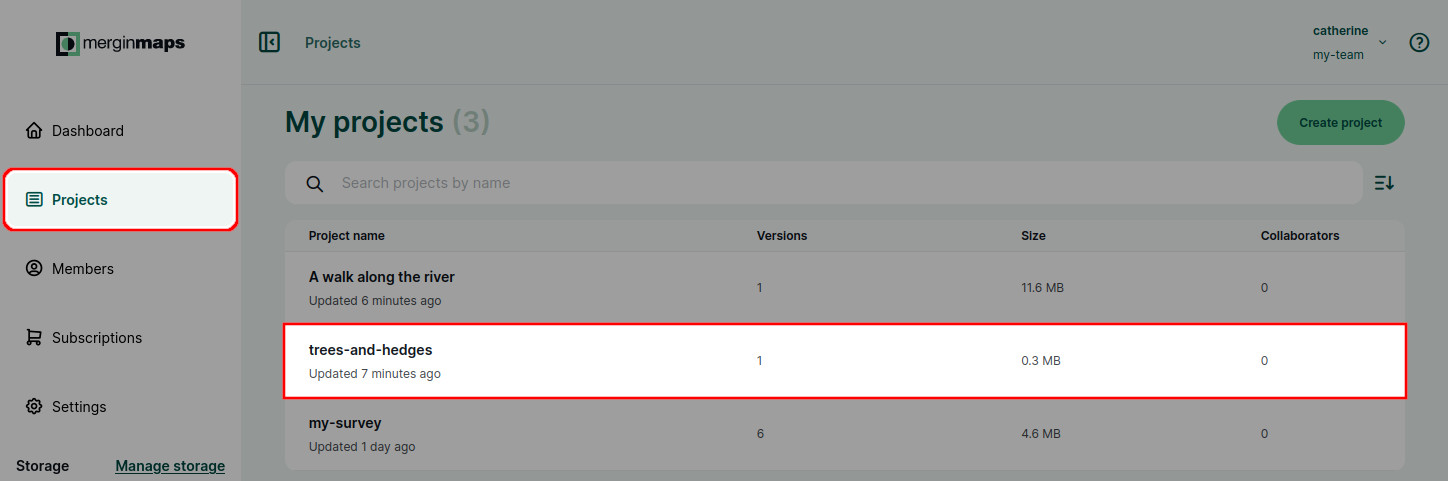 merginmaps
Projects
catherine
my-team
Dashboard
Projects
Members
Subscriptions
Settings
Storage Manage storage
My projects (3)
Create project
Search projects by name
Project name Versions Size Collaborators
A walk along the river
Updated 6 minutes ago
1 11.6 MB 0
trees-and-hedges
Updated 7 minutes ago
1 0.3 MB 0
my-survey
Updated 1 day ago
6 4.6 MB 0